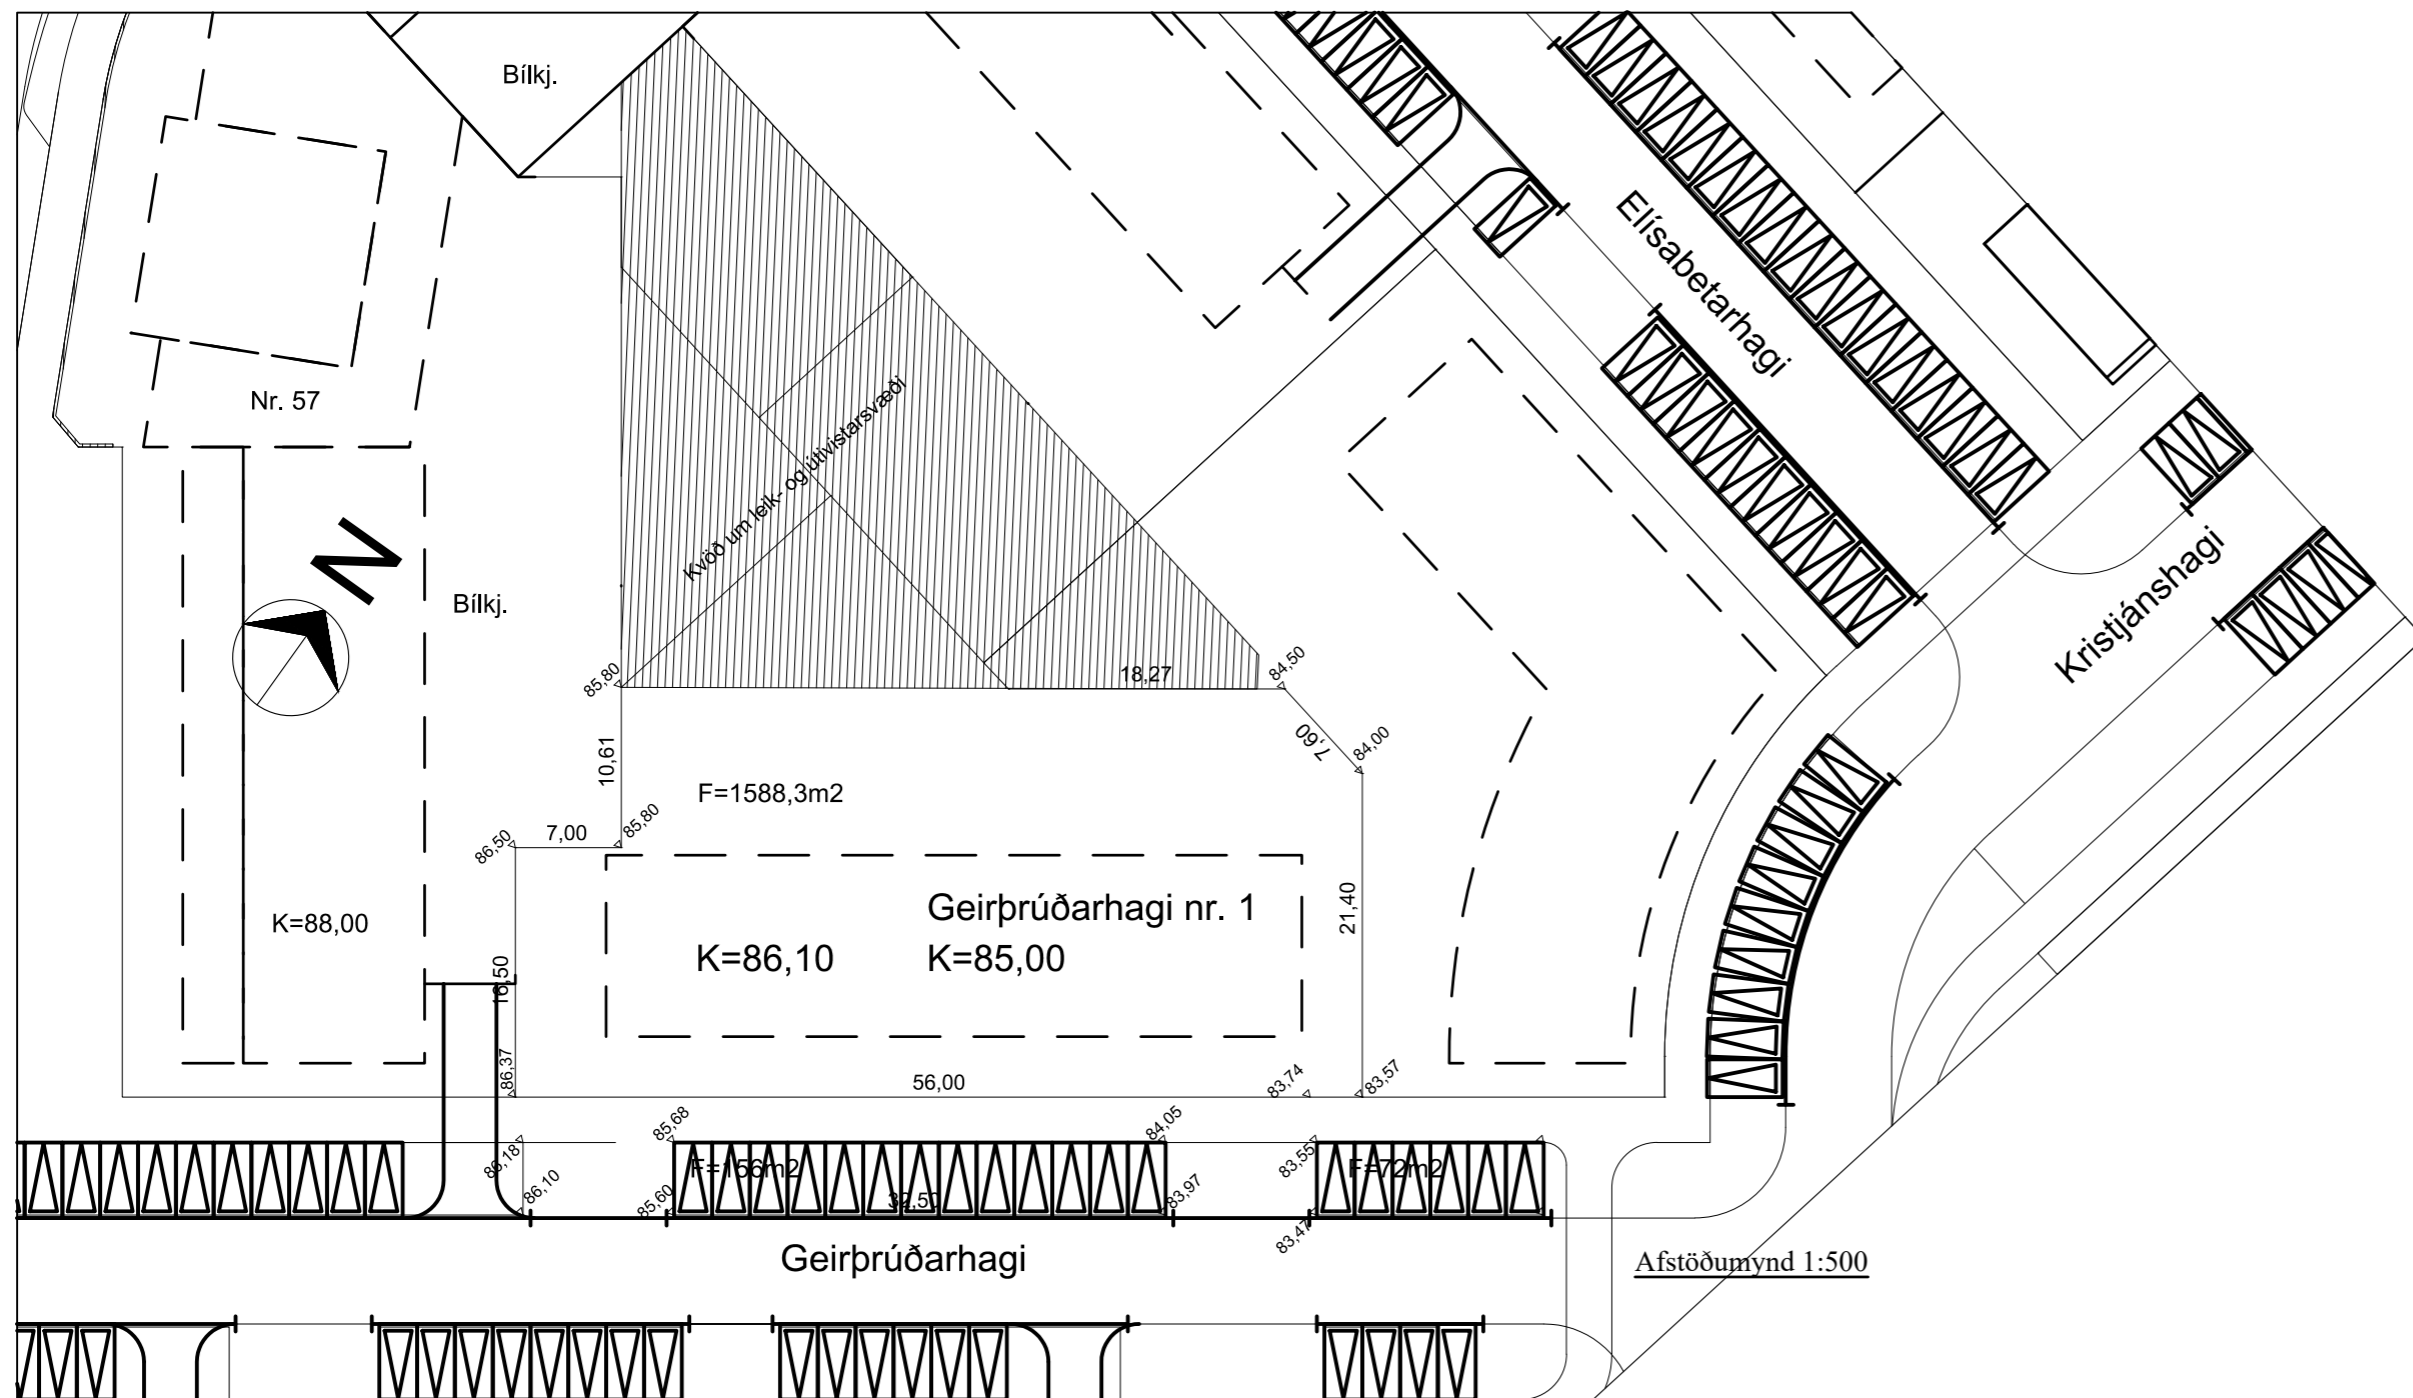 Bílkj.
Elísabetarhagi
Nr. 57
Kvöð um leik- og útivistarsvæði
N
Bílkj.
Kristjánshagi
85,80
18,27
84,50
7,60
84,00
10,61
F=1588,3m2
86,50
7,00
85,80
K=88,00
Geirþrúðarhagi nr. 1
21,40
K=86,10
K=85,00
16,50
86,37
56,00
83,74
83,57
85,68
84,05
86,18
F=156m2
83,55
F=72m2
86,10
85,60
32,50
83,97
83,47
Geirþrúðarhagi
Afstöðumynd 1:500